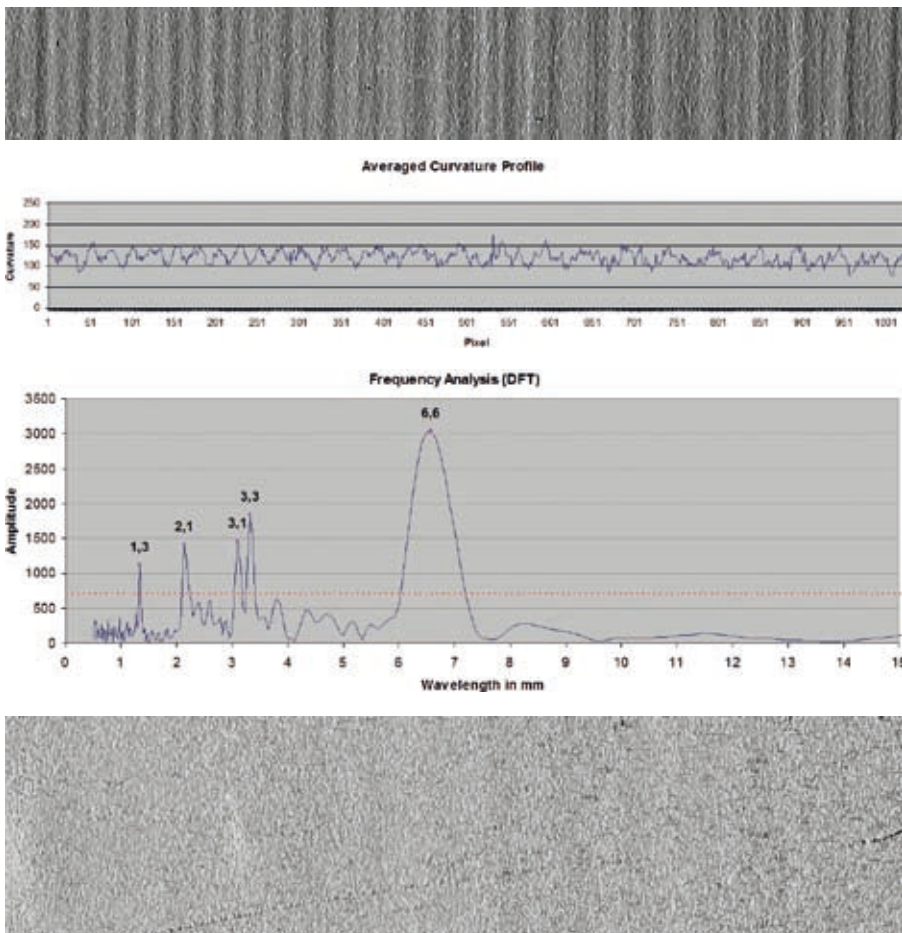 Averaged Curvature Profile
Curvature
250
200
150
100
50
0
1 51 101 151 201 251 301 351 401 451 501 551 601 651 701 751 801 851 901 951 1001
Pixel
Frequency Analysis (DFT)
Amplitude
3500
3000
2500
2000
1500
1000
500
0
6,6
3,3
3,1
2,1
1,3
0 1 2 3 4 5 6 7 8 9 10 11 12 13 14 15
Wavelength in mm